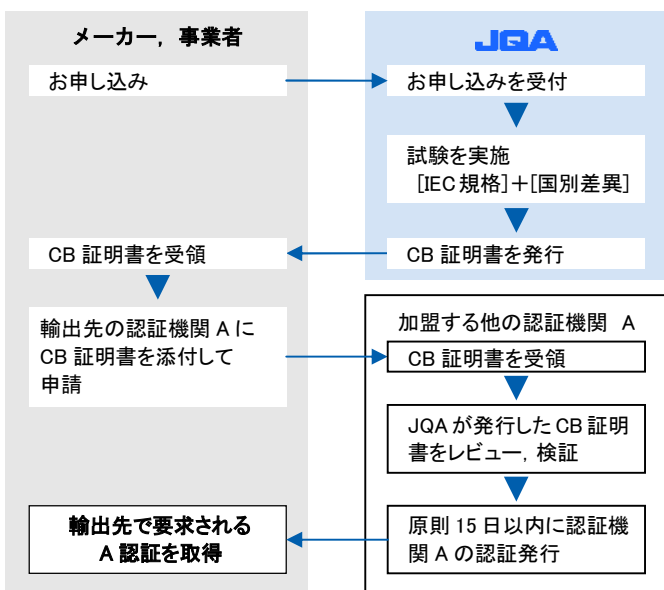 メーカー，事業者
JQA
お申し込み
お申し込みを受付
試験を実施
[IEC規格]＋[国別差異]
CB 証明書を受領
CB 証明書を発行
輸出先の認証機関 A に
CB 証明書を添付して
申請
加盟する他の認証機関 A
CB 証明書を受領
JQA が発行した CB 証明
書をレビュー，検証
原則 15 日以内に認証機
関 A の認証発行
輸出先で要求される
A 認証を取得